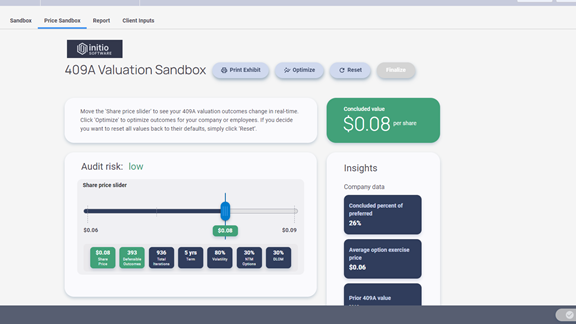 Sandbox Price Sandbox Report Client Inputs
initio
SOFTWARE
409A Valuation Sandbox Print Exhibit Optimize Reset Finalize
Move the 'Share price slider' to see your 409A valuation outcomes change in real-time.
Click 'Optimize' to optimize outcomes for your company or employees. If you decide
you want to reset all values back to their defaults, simply click 'Reset'.
Concluded value
$0.08 per share
Audit risk: low
Share price slider
$0.06 $0.08 $0.09
$0.08 393 936 5 yrs 80% 30% 30%
Share Defensible Total Term Volatility RTM DLOM
Price Outcomes Iterations Options
Insights
Company data
Concluded percent of
preferred
26%
Average option exercise
price
$0.06
Prior 409A value